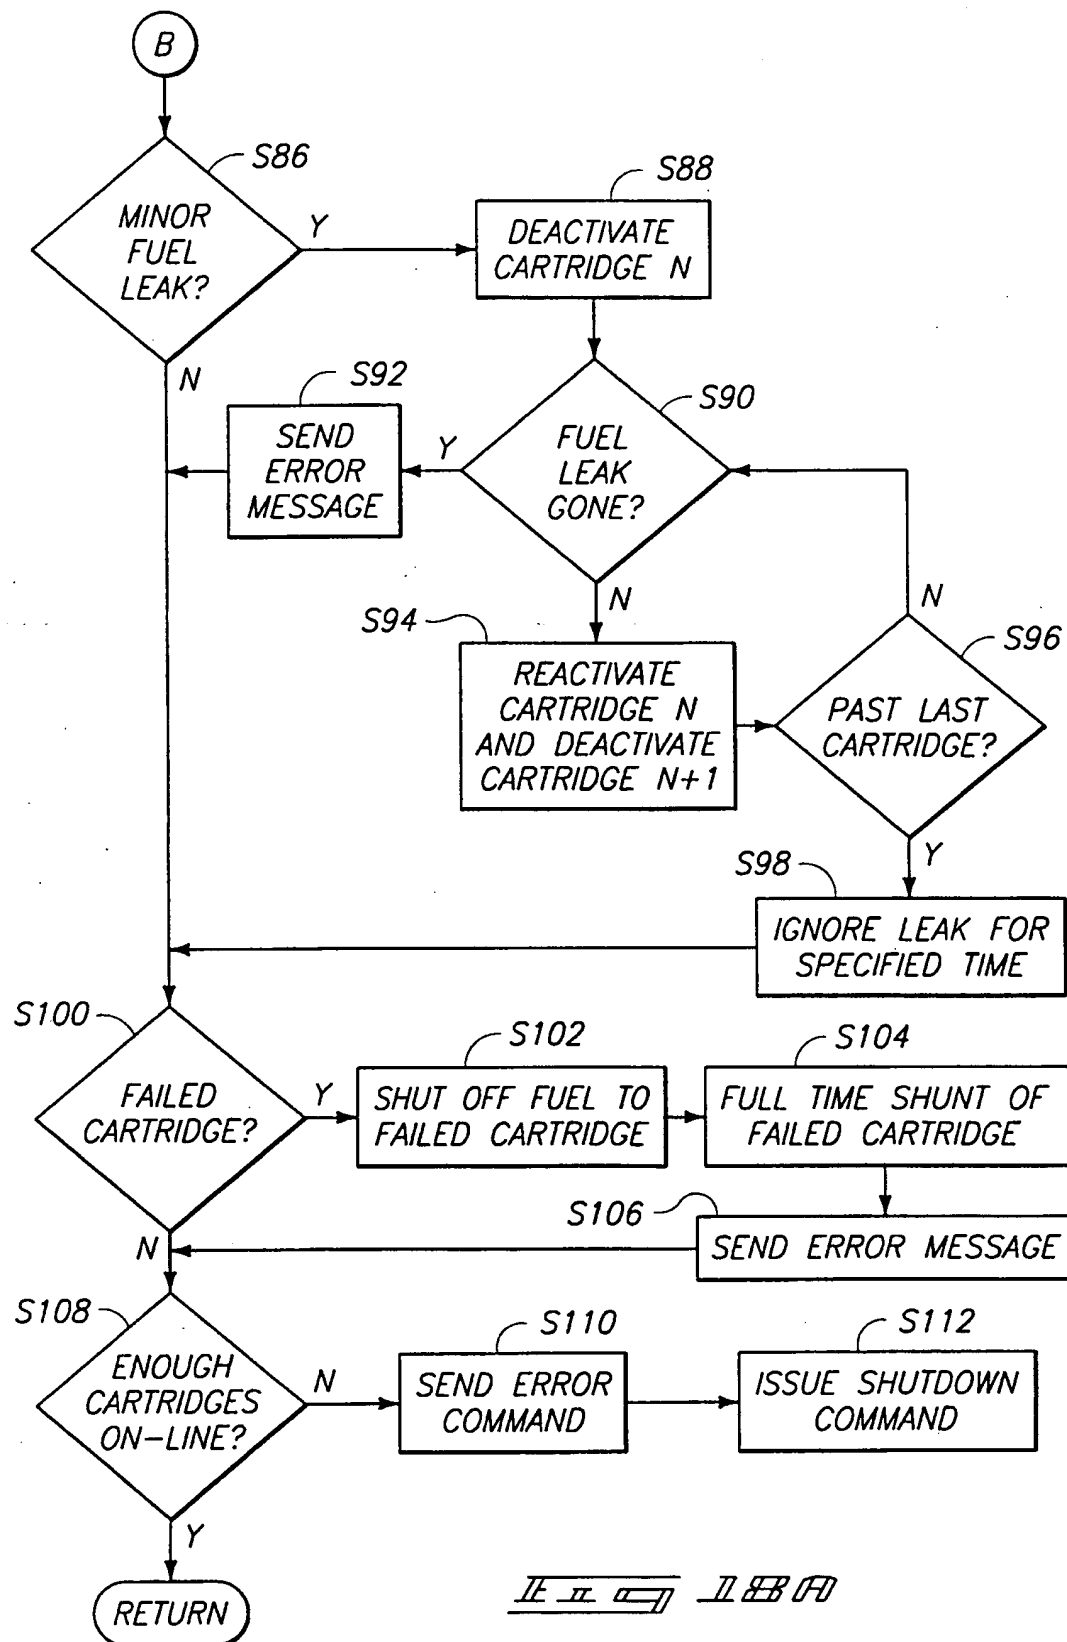 B
S86
MINOR
FUEL
LEAK?
Y
N
S88
DEACTIVATE
CARTRIDGE N
S92
SEND
ERROR
MESSAGE
Y
S90
FUEL
LEAK
GONE?
N
S94
REACTIVATE
CARTRIDGE N
AND DEACTIVATE
CARTRIDGE N+1
N
S96
PAST LAST
CARTRIDGE?
Y
S98
IGNORE LEAK FOR
SPECIFIED TIME
S100
FAILED
CARTRIDGE?
Y
N
S102
SHUT OFF FUEL TO
FAILED CARTRIDGE
S104
FULL TIME SHUNT OF
FAILED CARTRIDGE
S106
SEND ERROR MESSAGE
S108
ENOUGH
CARTRIDGES
ON-LINE?
N
Y
S110
SEND ERROR
COMMAND
S112
ISSUE SHUTDOWN
COMMAND
RETURN
Fig 18A